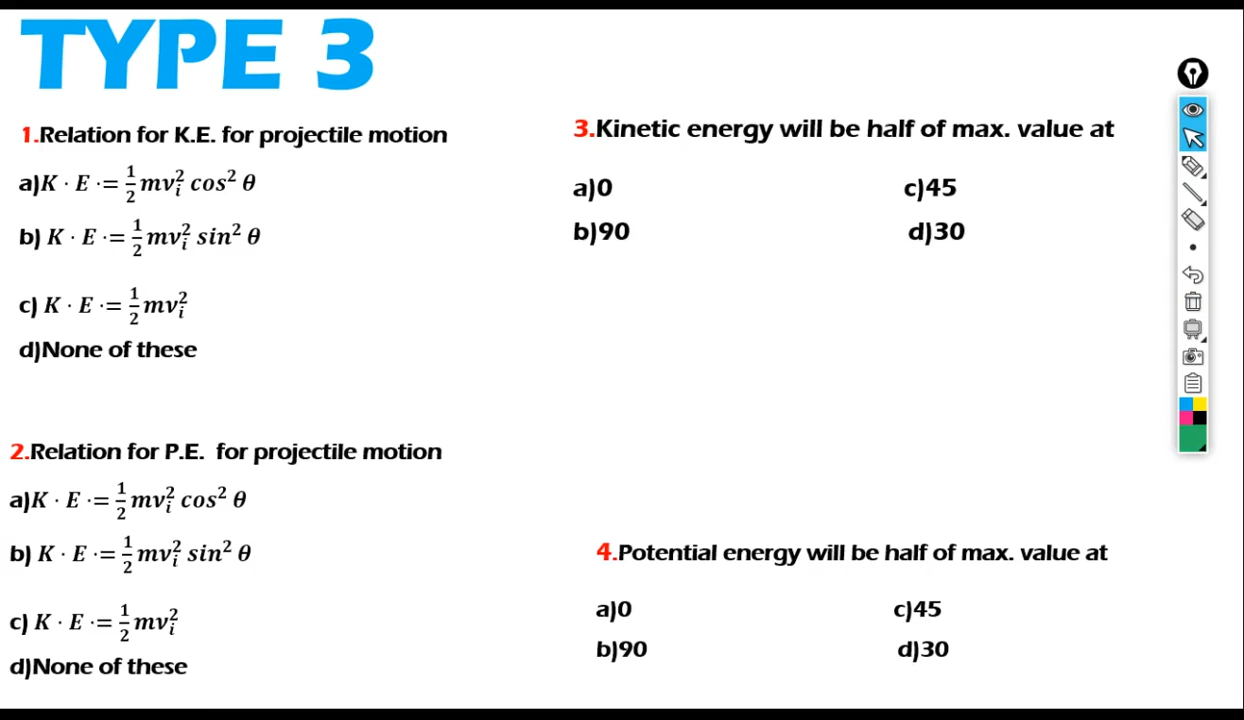 TYPE 3
1.Relation for K.E. for projectile motion
a)K · E ·= 1/2 mv_i^2 cos^2 θ
b) K · E ·= 1/2 mv_i^2 sin^2 θ
c) K · E ·= 1/2 mv_i^2
d)None of these
2.Relation for P.E. for projectile motion
a)K · E ·= 1/2 mv_i^2 cos^2 θ
b) K · E ·= 1/2 mv_i^2 sin^2 θ
c) K · E ·= 1/2 mv_i^2
d)None of these
3.Kinetic energy will be half of max. value at
a)0 c)45
b)90 d)30
4.Potential energy will be half of max. value at
a)0 c)45
b)90 d)30